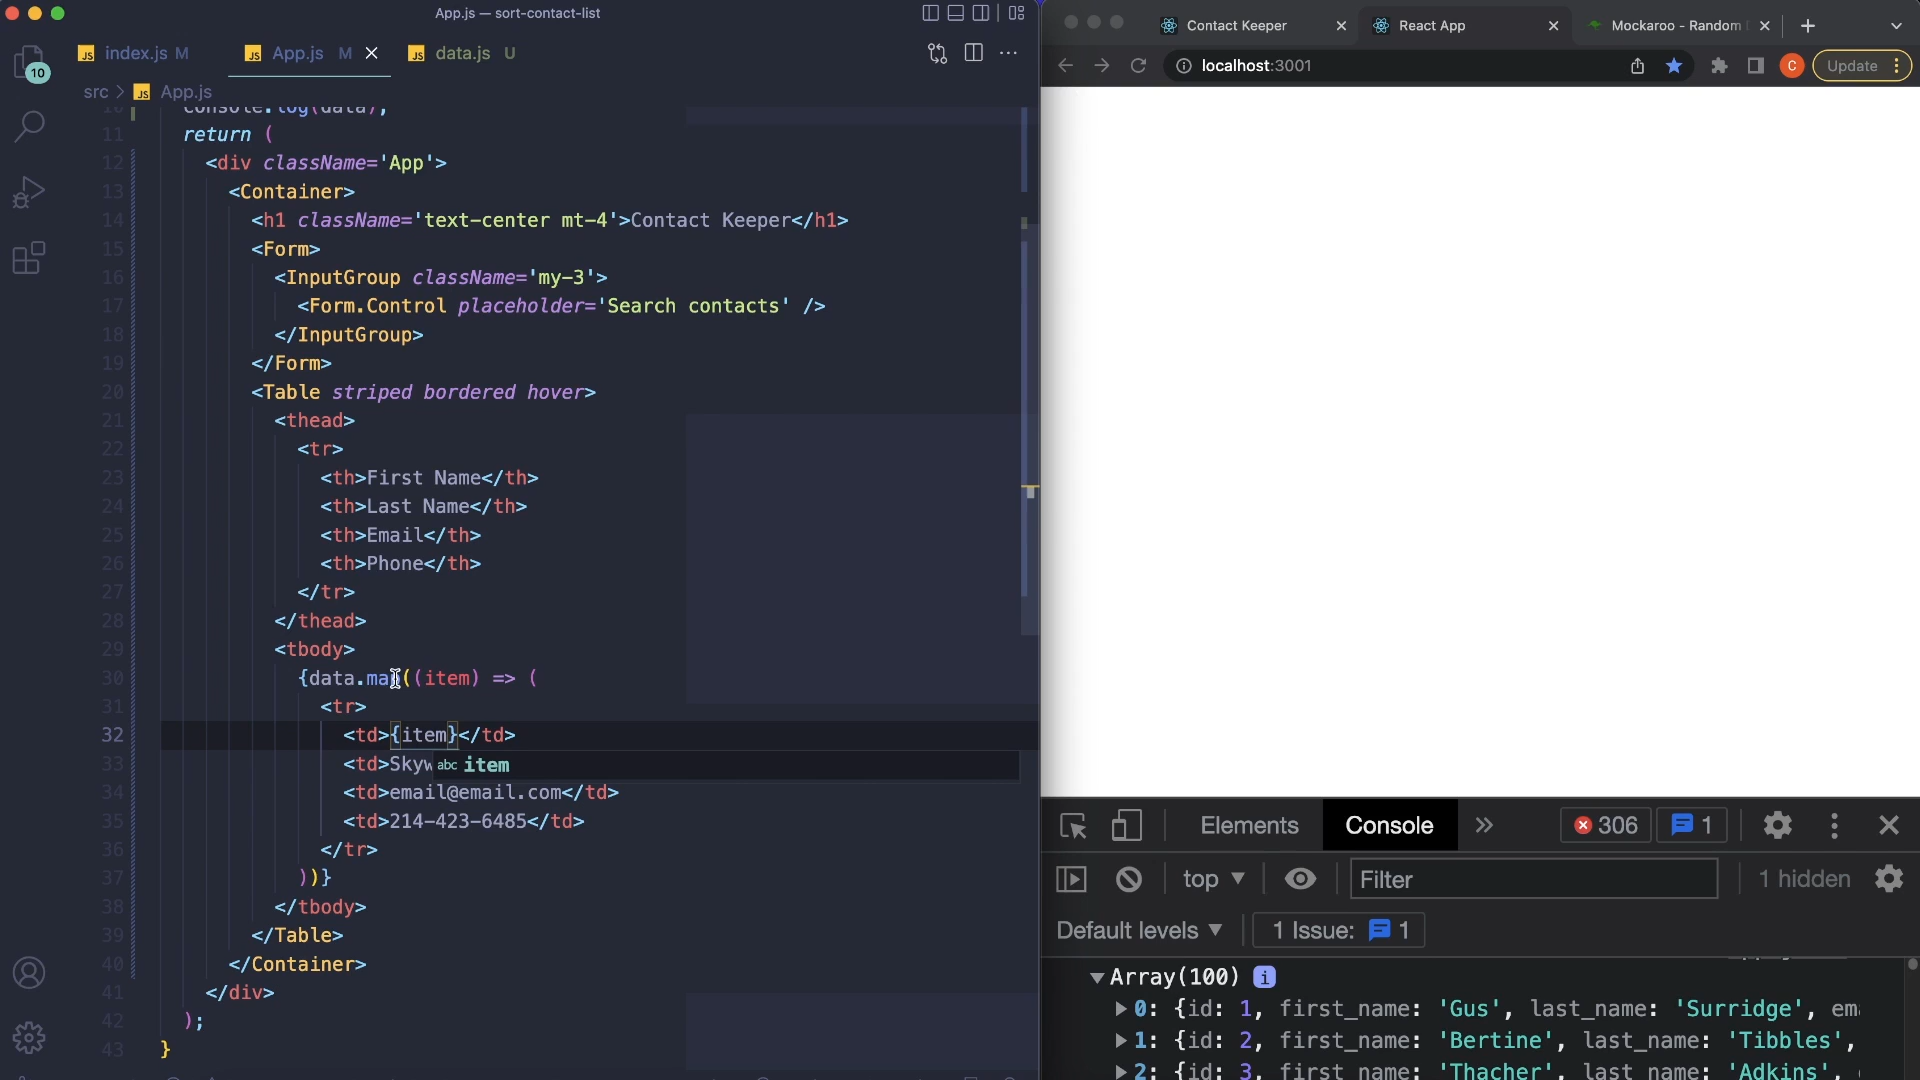 App.js — sort-contact-list
index.js M
App.js M
data.js U
src > App.js
10
console.log(data);
11 return (
12 <div className='App'>
13 <Container>
14 <h1 className='text-center mt-4'>Contact Keeper</h1>
15 <Form>
16 <InputGroup className='my-3'>
17 <Form.Control placeholder='Search contacts' />
18 </InputGroup>
19 </Form>
20 <Table striped bordered hover>
21 <thead>
22 <tr>
23 <th>First Name</th>
24 <th>Last Name</th>
25 <th>Email</th>
26 <th>Phone</th>
27 </tr>
28 </thead>
29 <tbody>
30 {data.map((item) => (
31 <tr>
32 <td>{item}</td>
33 <td>Skyw
abc item
34 <td>email@email.com</td>
35 <td>214-423-6485</td>
36 </tr>
37 ))}
38 </tbody>
39 </Table>
40 </Container>
41 </div>
42 );
43 }
Contact Keeper
React App
Mockaroo - Random
localhost:3001
C
Update
Elements
Console
306
1
top
Filter
1 hidden
Default levels
1 Issue: 1
Array(100) i
0: {id: 1, first_name: 'Gus', last_name: 'Surridge', em
1: {id: 2, first_name: 'Bertine', last_name: 'Tibbles',
2: {id: 3, first_name: 'Thacher', last_name: 'Adkins',